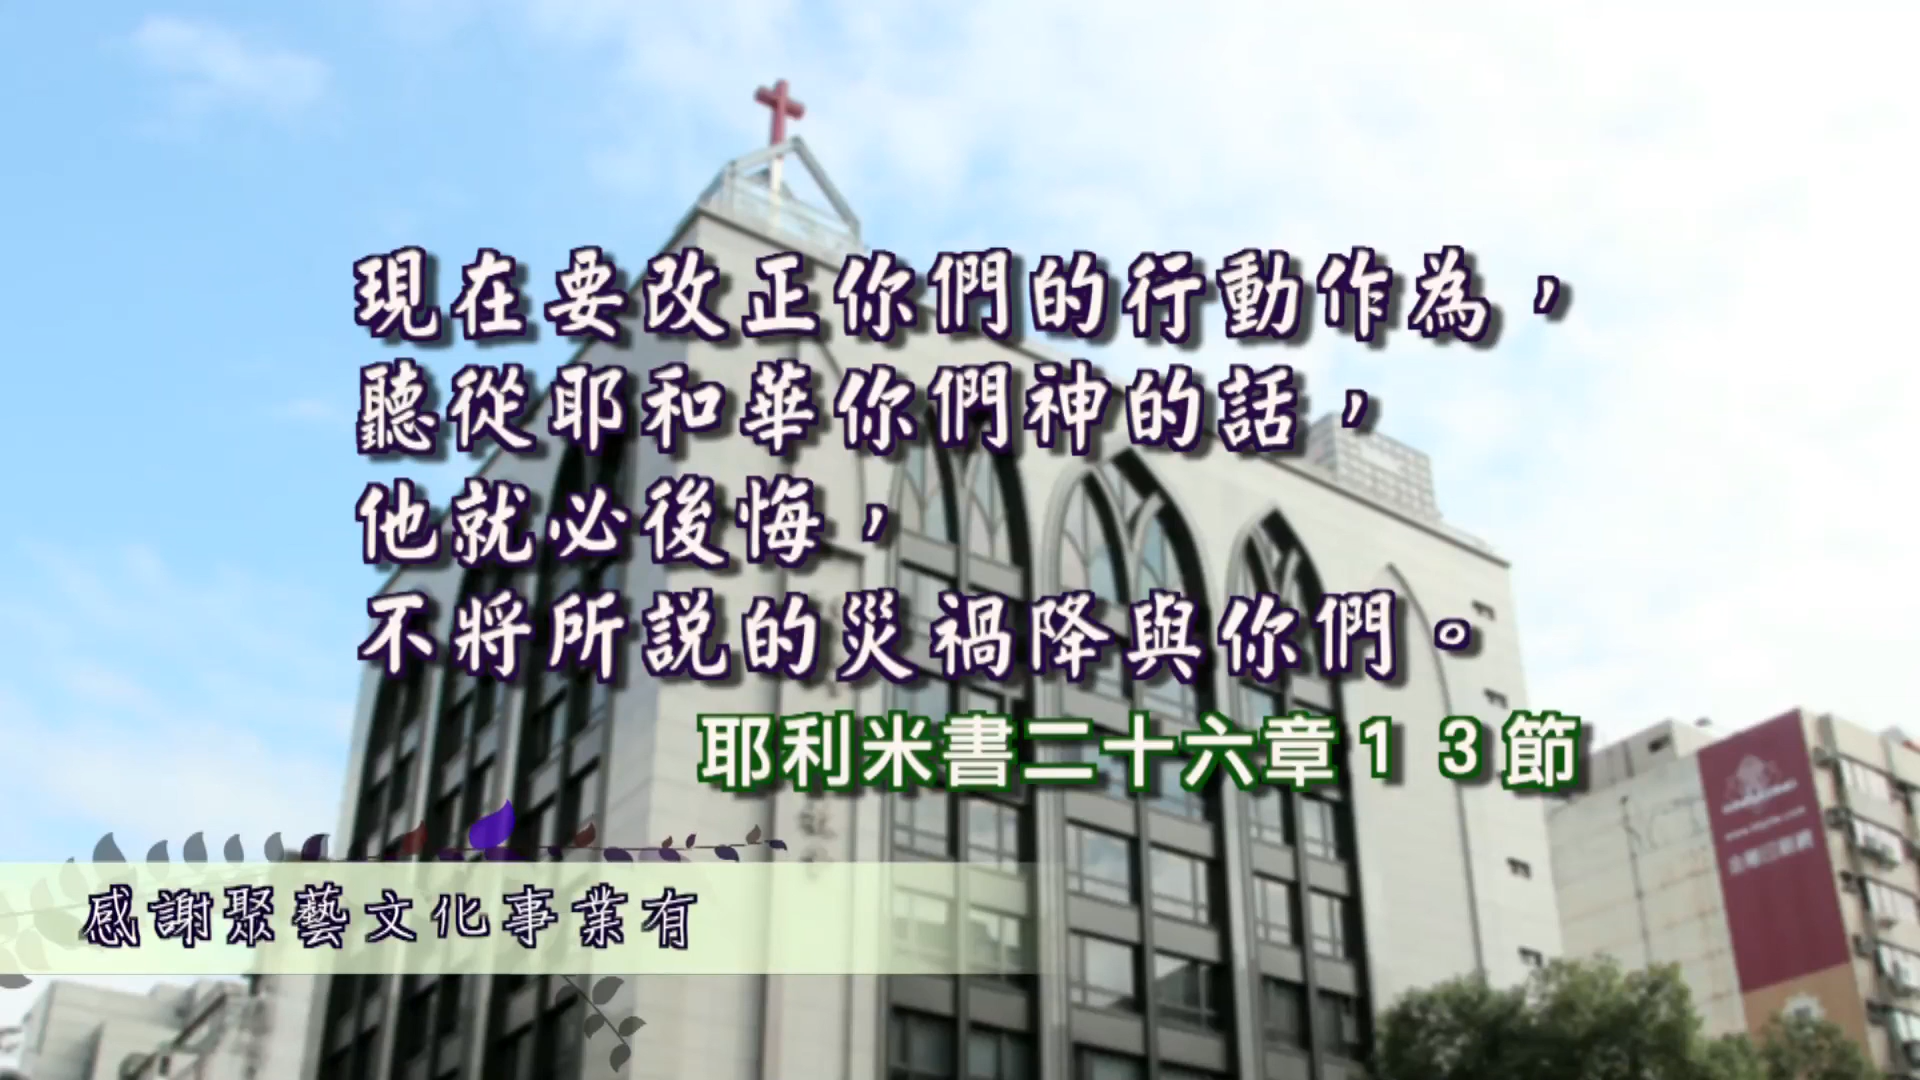 現在要改正你們的行動作為，
聽從耶和華你們神的話，
他就必後悔，
不將所說的災禍降與你們。
耶利米書二十六章１３節
感謝聚藝文化事業有